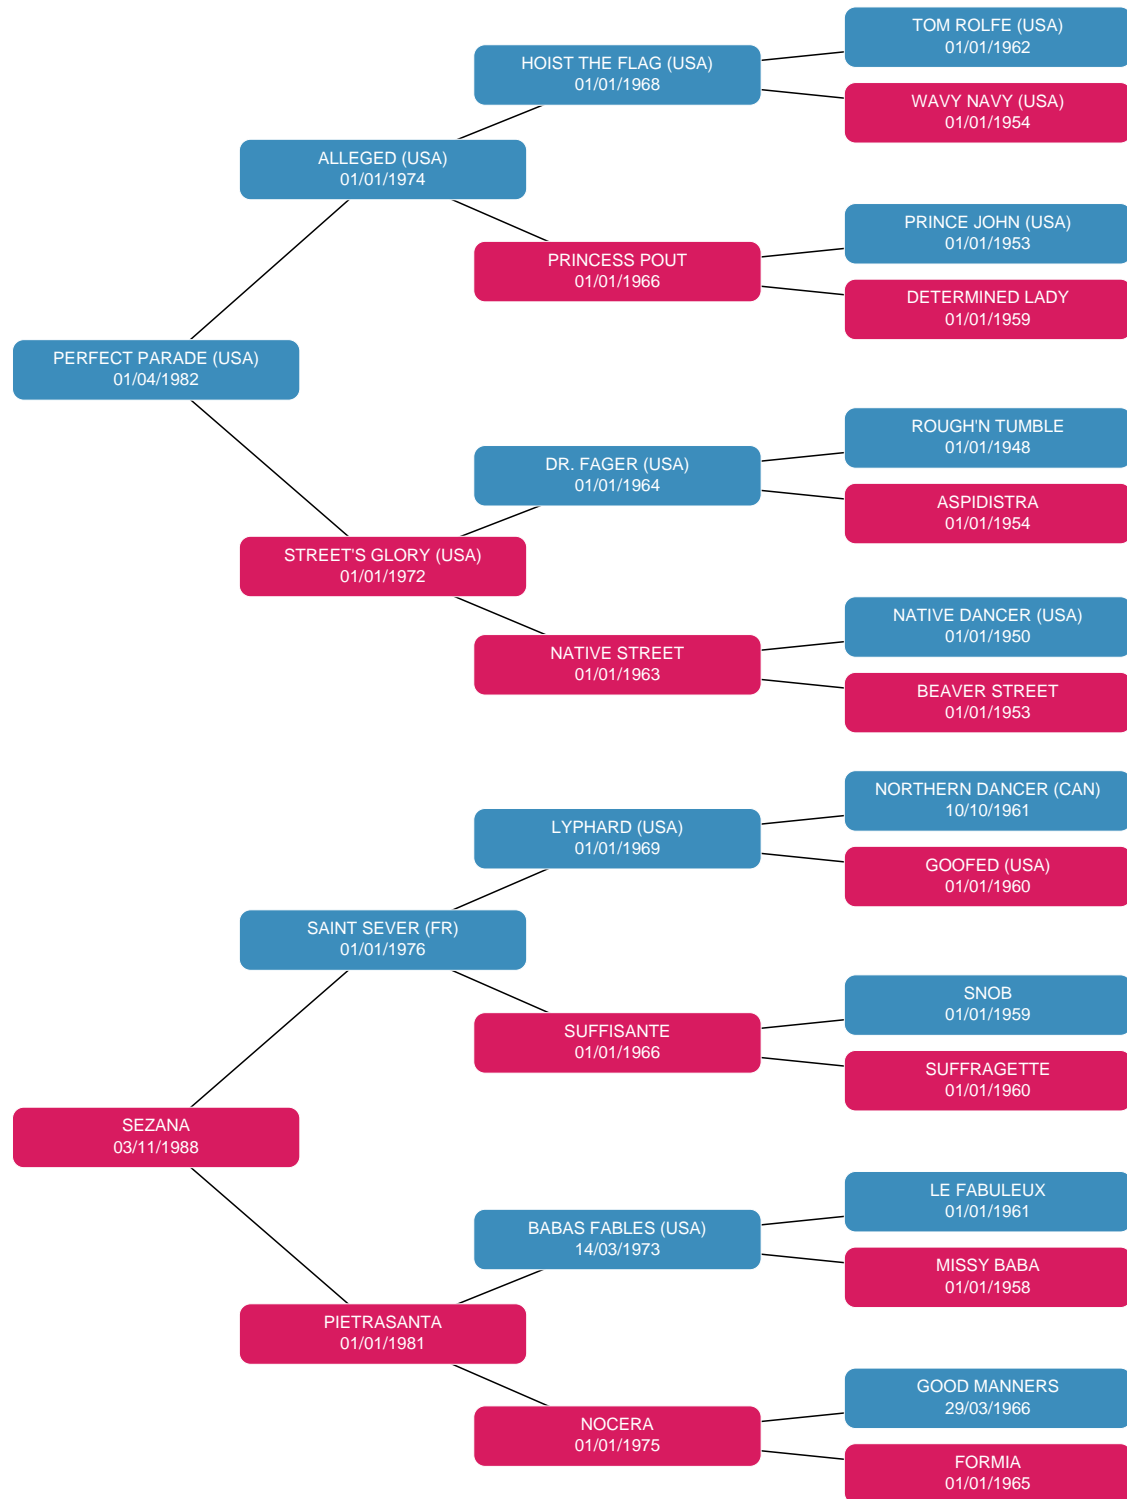 TOM ROLFE (USA)
01/01/1962
HOIST THE FLAG (USA)
01/01/1968
WAVY NAVY (USA)
01/01/1954
ALLEGED (USA)
01/01/1974
PRINCE JOHN (USA)
01/01/1953
PRINCESS POUT
01/01/1966
DETERMINED LADY
01/01/1959
PERFECT PARADE (USA)
01/04/1982
ROUGH'N TUMBLE
01/01/1948
DR. FAGER (USA)
01/01/1964
ASPIDISTRA
01/01/1954
STREET'S GLORY (USA)
01/01/1972
NATIVE DANCER (USA)
01/01/1950
NATIVE STREET
01/01/1963
BEAVER STREET
01/01/1953
NORTHERN DANCER (CAN)
10/10/1961
LYPHARD (USA)
01/01/1969
GOOFED (USA)
01/01/1960
SAINT SEVER (FR)
01/01/1976
SNOB
01/01/1959
SUFFISANTE
01/01/1966
SUFFRAGETTE
01/01/1960
SEZANA
03/11/1988
LE FABULEUX
01/01/1961
BABAS FABLES (USA)
14/03/1973
MISSY BABA
01/01/1958
PIETRASANTA
01/01/1981
GOOD MANNERS
29/03/1966
NOCERA
01/01/1975
FORMIA
01/01/1965